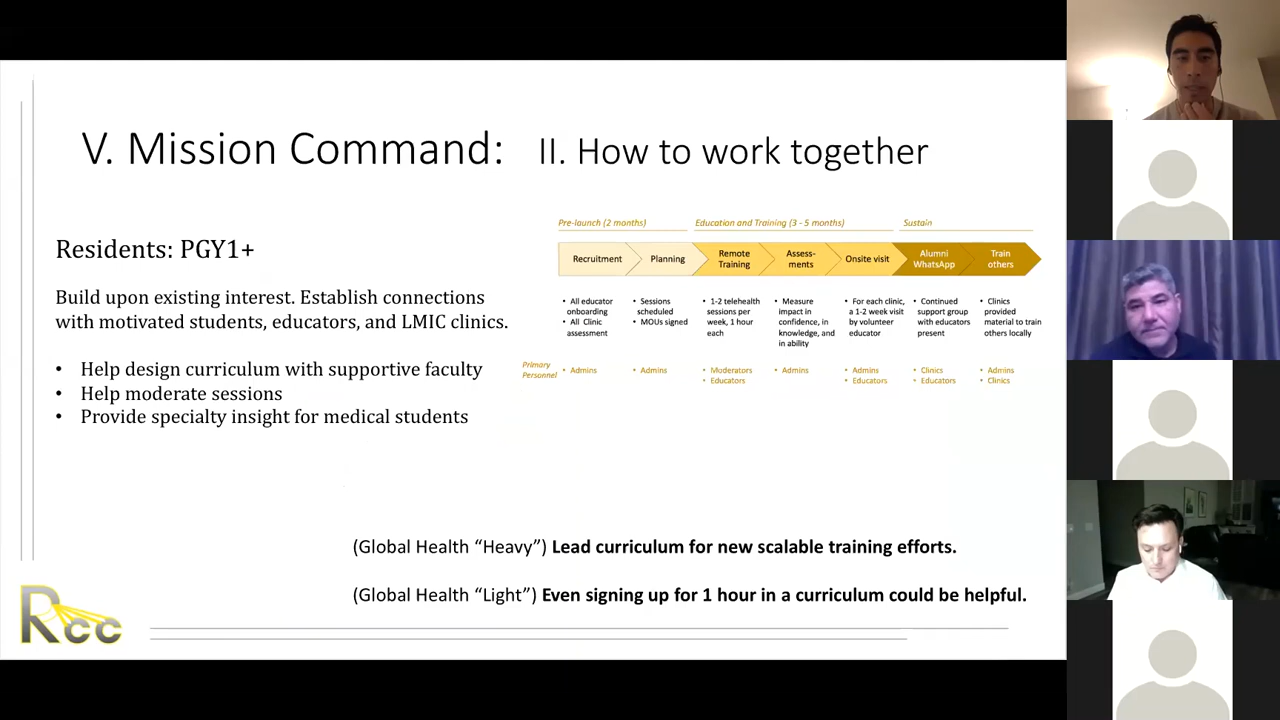 V. Mission Command: II. How to work together
Residents: PGY1+
Build upon existing interest. Establish connections
with motivated students, educators, and LMIC clinics.
• Help design curriculum with supportive faculty
• Help moderate sessions
• Provide specialty insight for medical students
Pre-launch (2 months)
Education and Training (3 - 5 months)
Sustain
Recruitment
Planning
Remote
Training
Assess-
ments
Onsite visit
Alumni
WhatsApp
Train
others
• All educator
onboarding
• All Clinic
assessment
• Sessions
scheduled
• MOUs signed
• 1-2 telehealth
sessions per
week, 1 hour
each
• Measure
impact in
confidence, in
knowledge, and
in ability
• For each clinic,
a 1-2 week visit
by volunteer
educator
• Continued
support group
with educators
present
• Clinics
provided
material to train
others locally
Primary
Personnel
• Admins
• Admins
• Moderators
• Educators
• Admins
• Admins
• Educators
• Clinics
• Educators
• Admins
• Clinics
(Global Health “Heavy”) Lead curriculum for new scalable training efforts.
(Global Health “Light”) Even signing up for 1 hour in a curriculum could be helpful.
Rcc